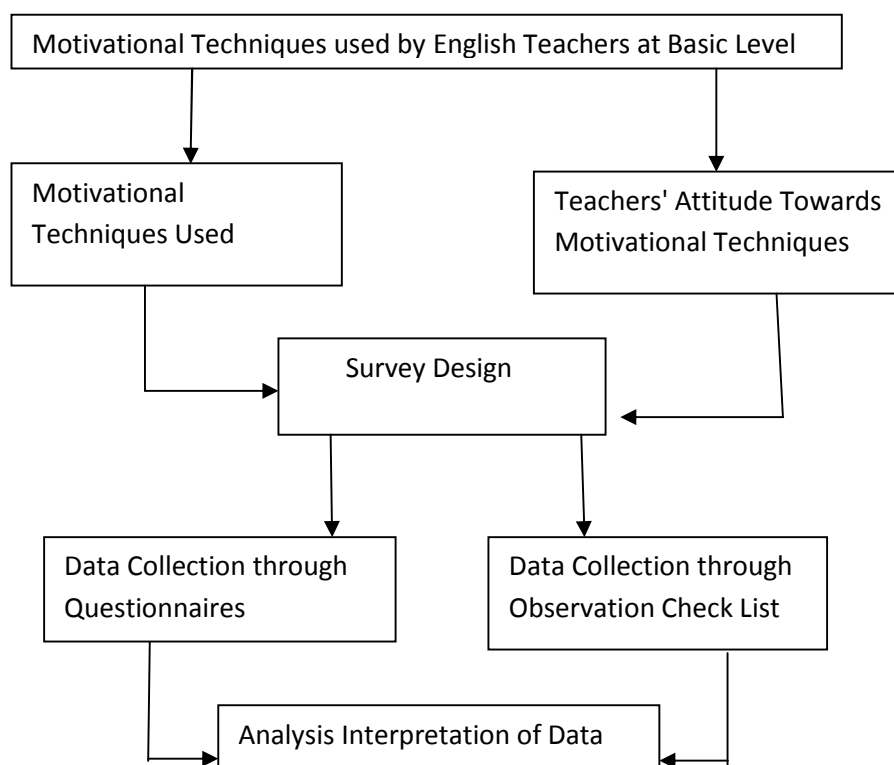 Motivational Techniques used by English Teachers at Basic Level
Motivational
Techniques Used
Teachers' Attitude Towards
Motivational Techniques
Survey Design
Data Collection through
Questionnaires
Data Collection through
Observation Check List
Analysis Interpretation of Data